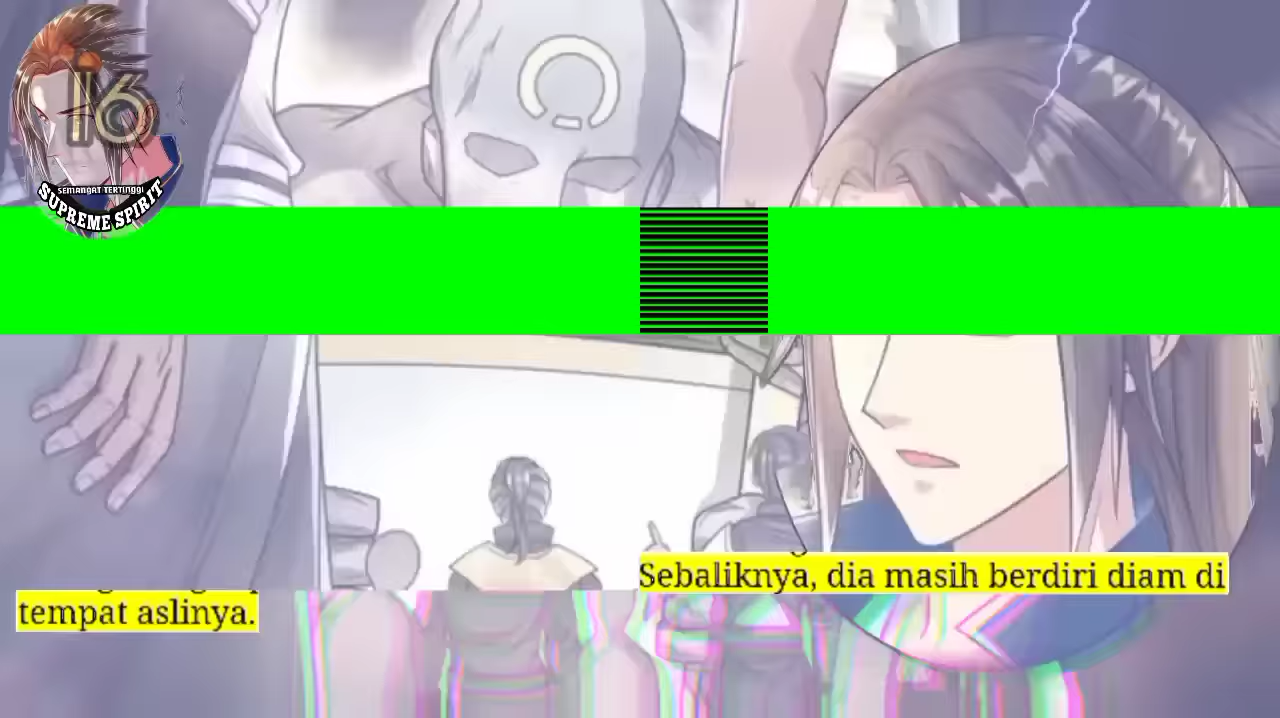 16
SEMANGAT TERTINGGI
SUPREME SPIRIT
Sebaliknya, dia masih berdiri diam di
tempat aslinya.